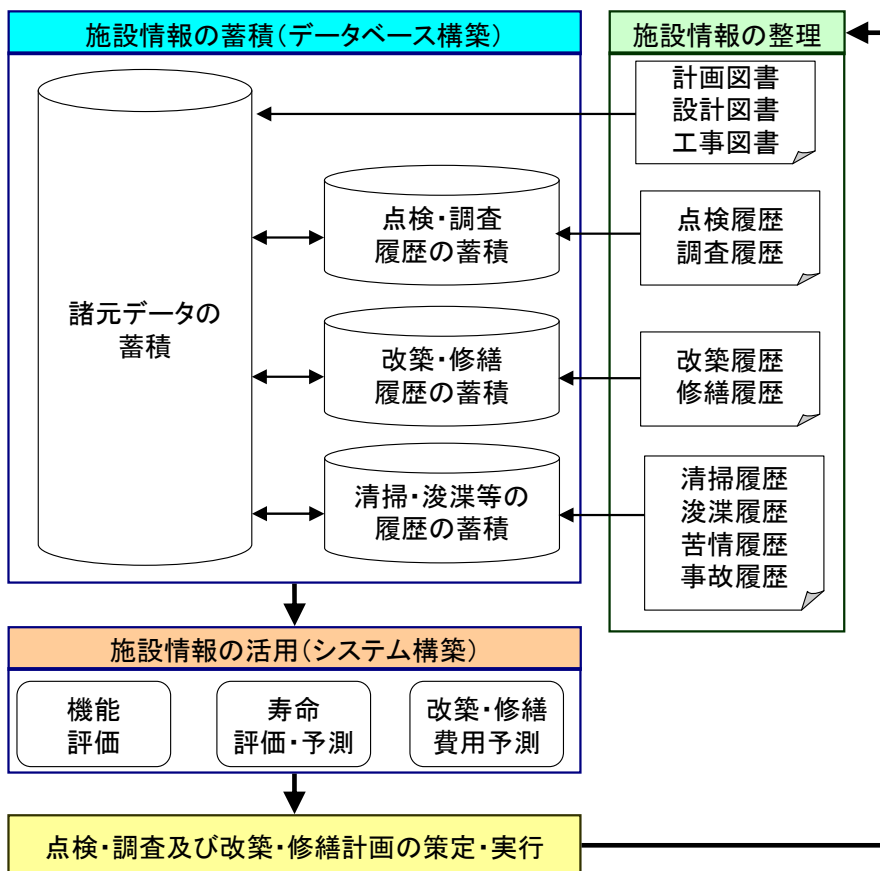 施設情報の蓄積(データベース構築)
諸元データの
蓄積
点検・調査
履歴の蓄積
改築・修繕
履歴の蓄積
清掃・浚渫等の
履歴の蓄積
施設情報の整理
計画図書
設計図書
工事図書
点検履歴
調査履歴
改築履歴
修繕履歴
清掃履歴
浚渫履歴
苦情履歴
事故履歴
施設情報の活用(システム構築)
機能
評価
寿命
評価・予測
改築・修繕
費用予測
点検・調査及び改築・修繕計画の策定・実行